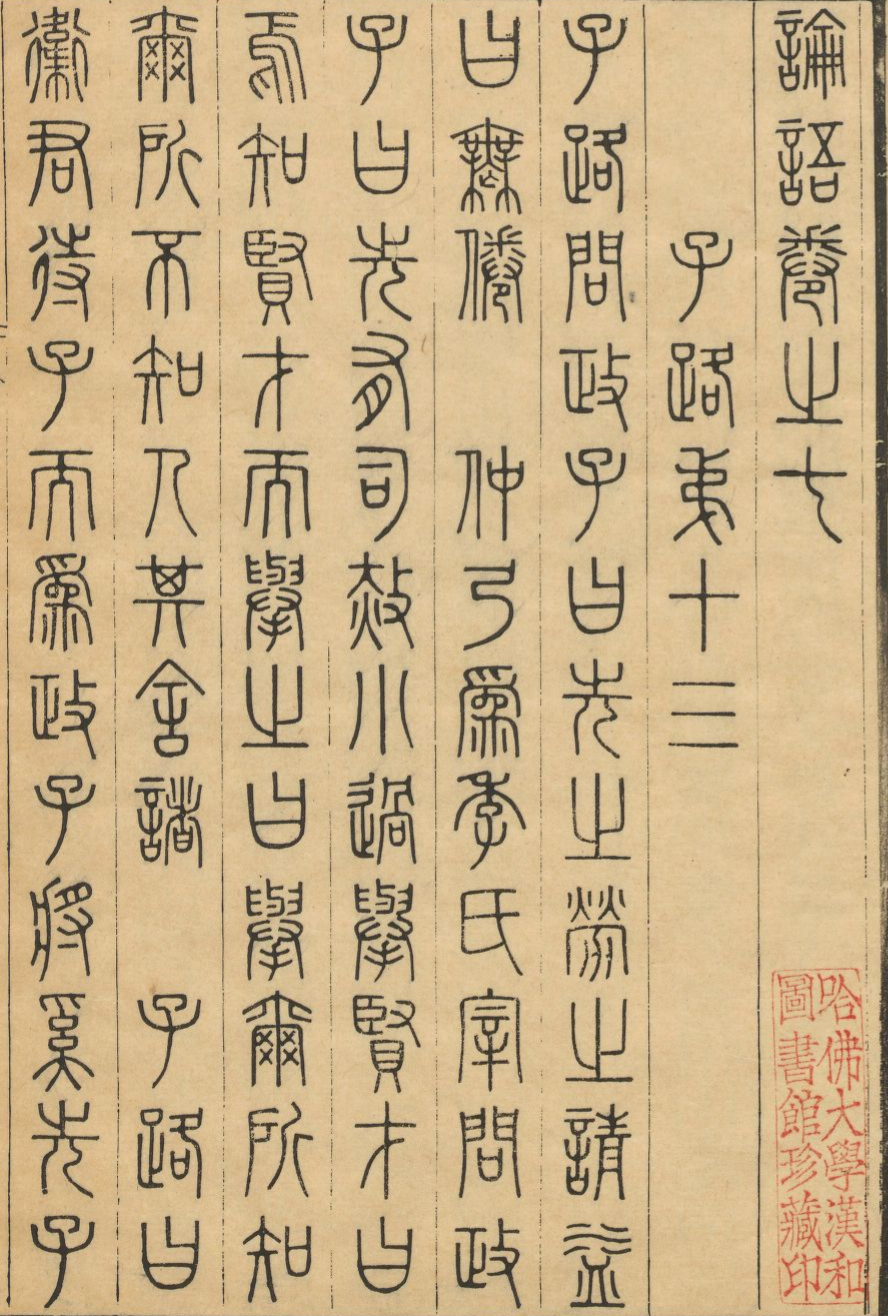 論語卷之七
子路弟十三
子路問政子曰先之勞之請益
曰無倦　仲弓爲季氏宰問政
子曰先有司赦小過舉賢才曰
焉知賢才而舉之曰舉爾所知
爾所不知人其舍諸　子路曰
衞君待子而爲政子將奚先子
哈佛大學漢和
圖書館珍藏印